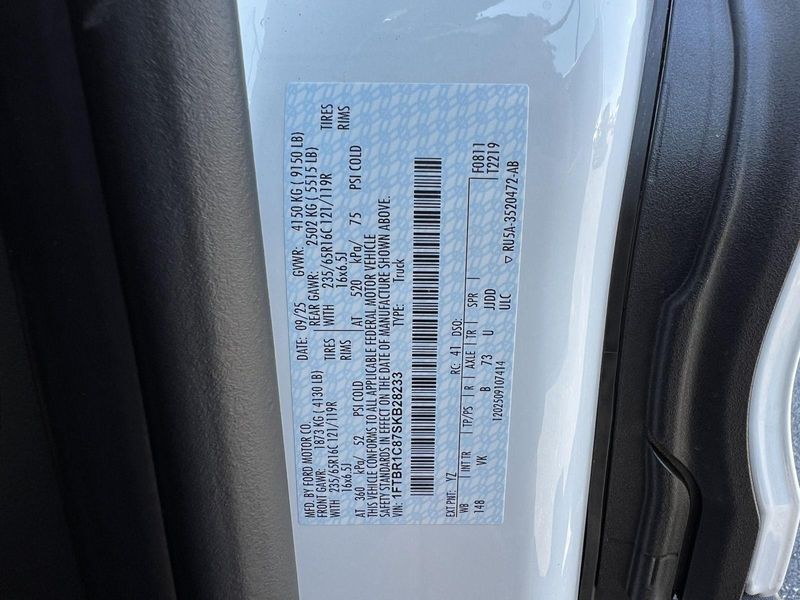 MFD. BY FORD MOTOR CO. DATE: 09/25 GVWR: 4150 KG ( 9150 LB)
FRONT GAWR: 1873 KG ( 4130 LB) REAR GAWR: 2502 KG ( 5515 LB)
WITH 235/65R16C 121/119R TIRES WITH 235/65R16C 121/119R TIRES
16x6.5J RIMS 16x6.5J RIMS
AT 360 kPa/ 52 PSI COLD AT 520 kPa/ 75 PSI COLD
THIS VEHICLE CONFORMS TO ALL APPLICABLE FEDERAL MOTOR VEHICLE
SAFETY STANDARDS IN EFFECT ON THE DATE OF MANUFACTURE SHOWN ABOVE.
VIN: 1FTBR1C87SKB28233 TYPE: Truck
EXT PNT: YZ RC: 41 DSO: F0811
WB INT TR TP/PS R AXLE TR SPR T2219
148 VK B 73 U JJDD
ULC
1202509107414 ▽ RU5A-3520472-AB